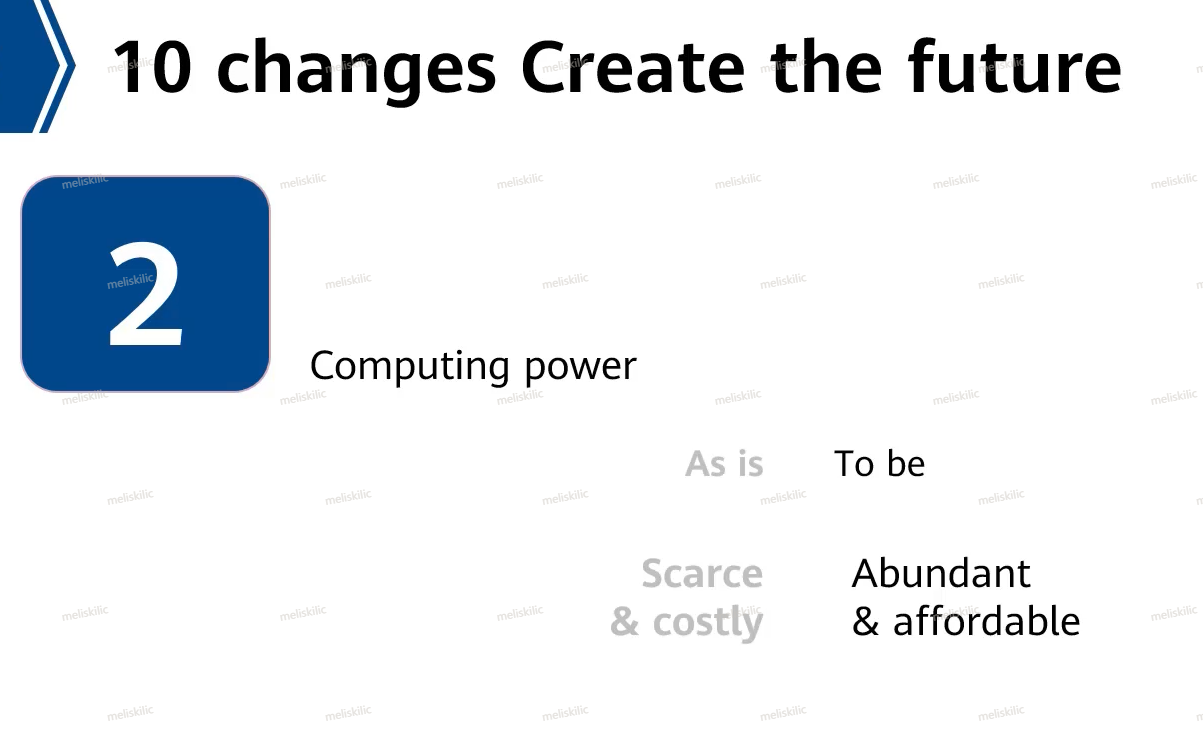 10 changes Create the future
2
Computing power
As is To be
Scarce Abundant
& costly & affordable
meliskilic